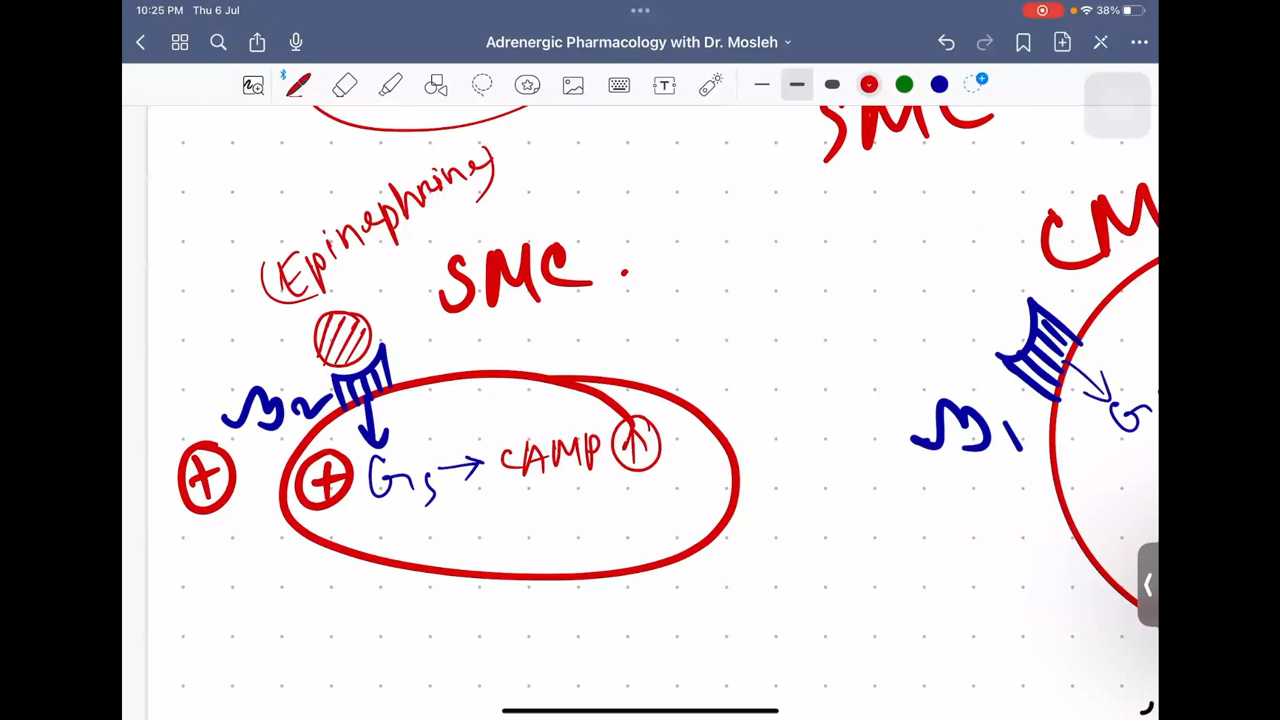 10:25 PM Thu 6 Jul
38%
Adrenergic Pharmacology with Dr. Mosleh
T
SMC
(Epinephrine)
SMC .
CM
β2
+ + Gs → CAMP ↑
β1
G